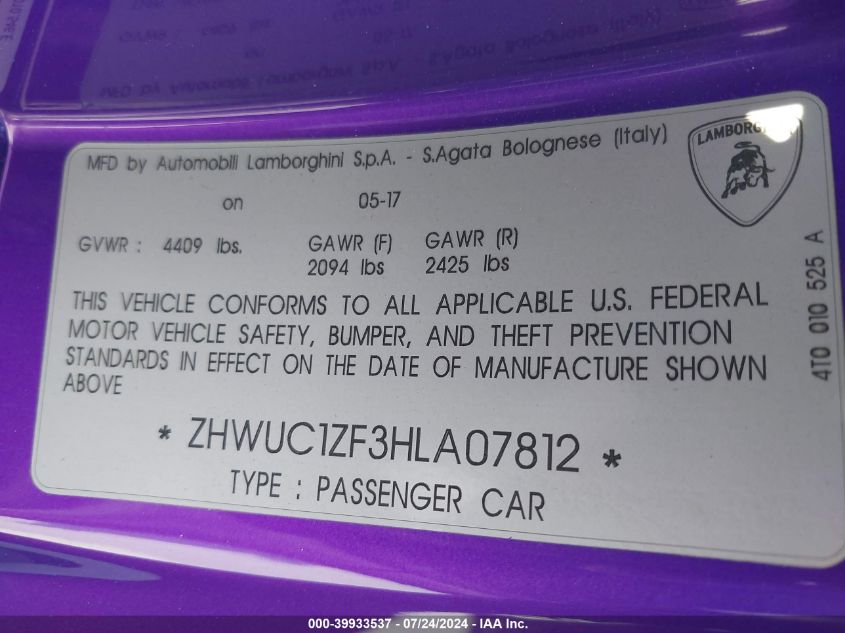 MFD by Automobili Lamborghini S.p.A. - S.Agata Bolognese (Italy)
LAMBORGHINI
on 05-17
GVWR : 4409 lbs. GAWR (F) GAWR (R)
2094 lbs 2425 lbs
THIS VEHICLE CONFORMS TO ALL APPLICABLE U.S. FEDERAL
MOTOR VEHICLE SAFETY, BUMPER, AND THEFT PREVENTION
STANDARDS IN EFFECT ON THE DATE OF MANUFACTURE SHOWN
ABOVE
* ZHWUC1ZF3HLA07812 *
TYPE : PASSENGER CAR
4T0 010 525 A
000-39933537 - 07/24/2024 - IAA Inc.